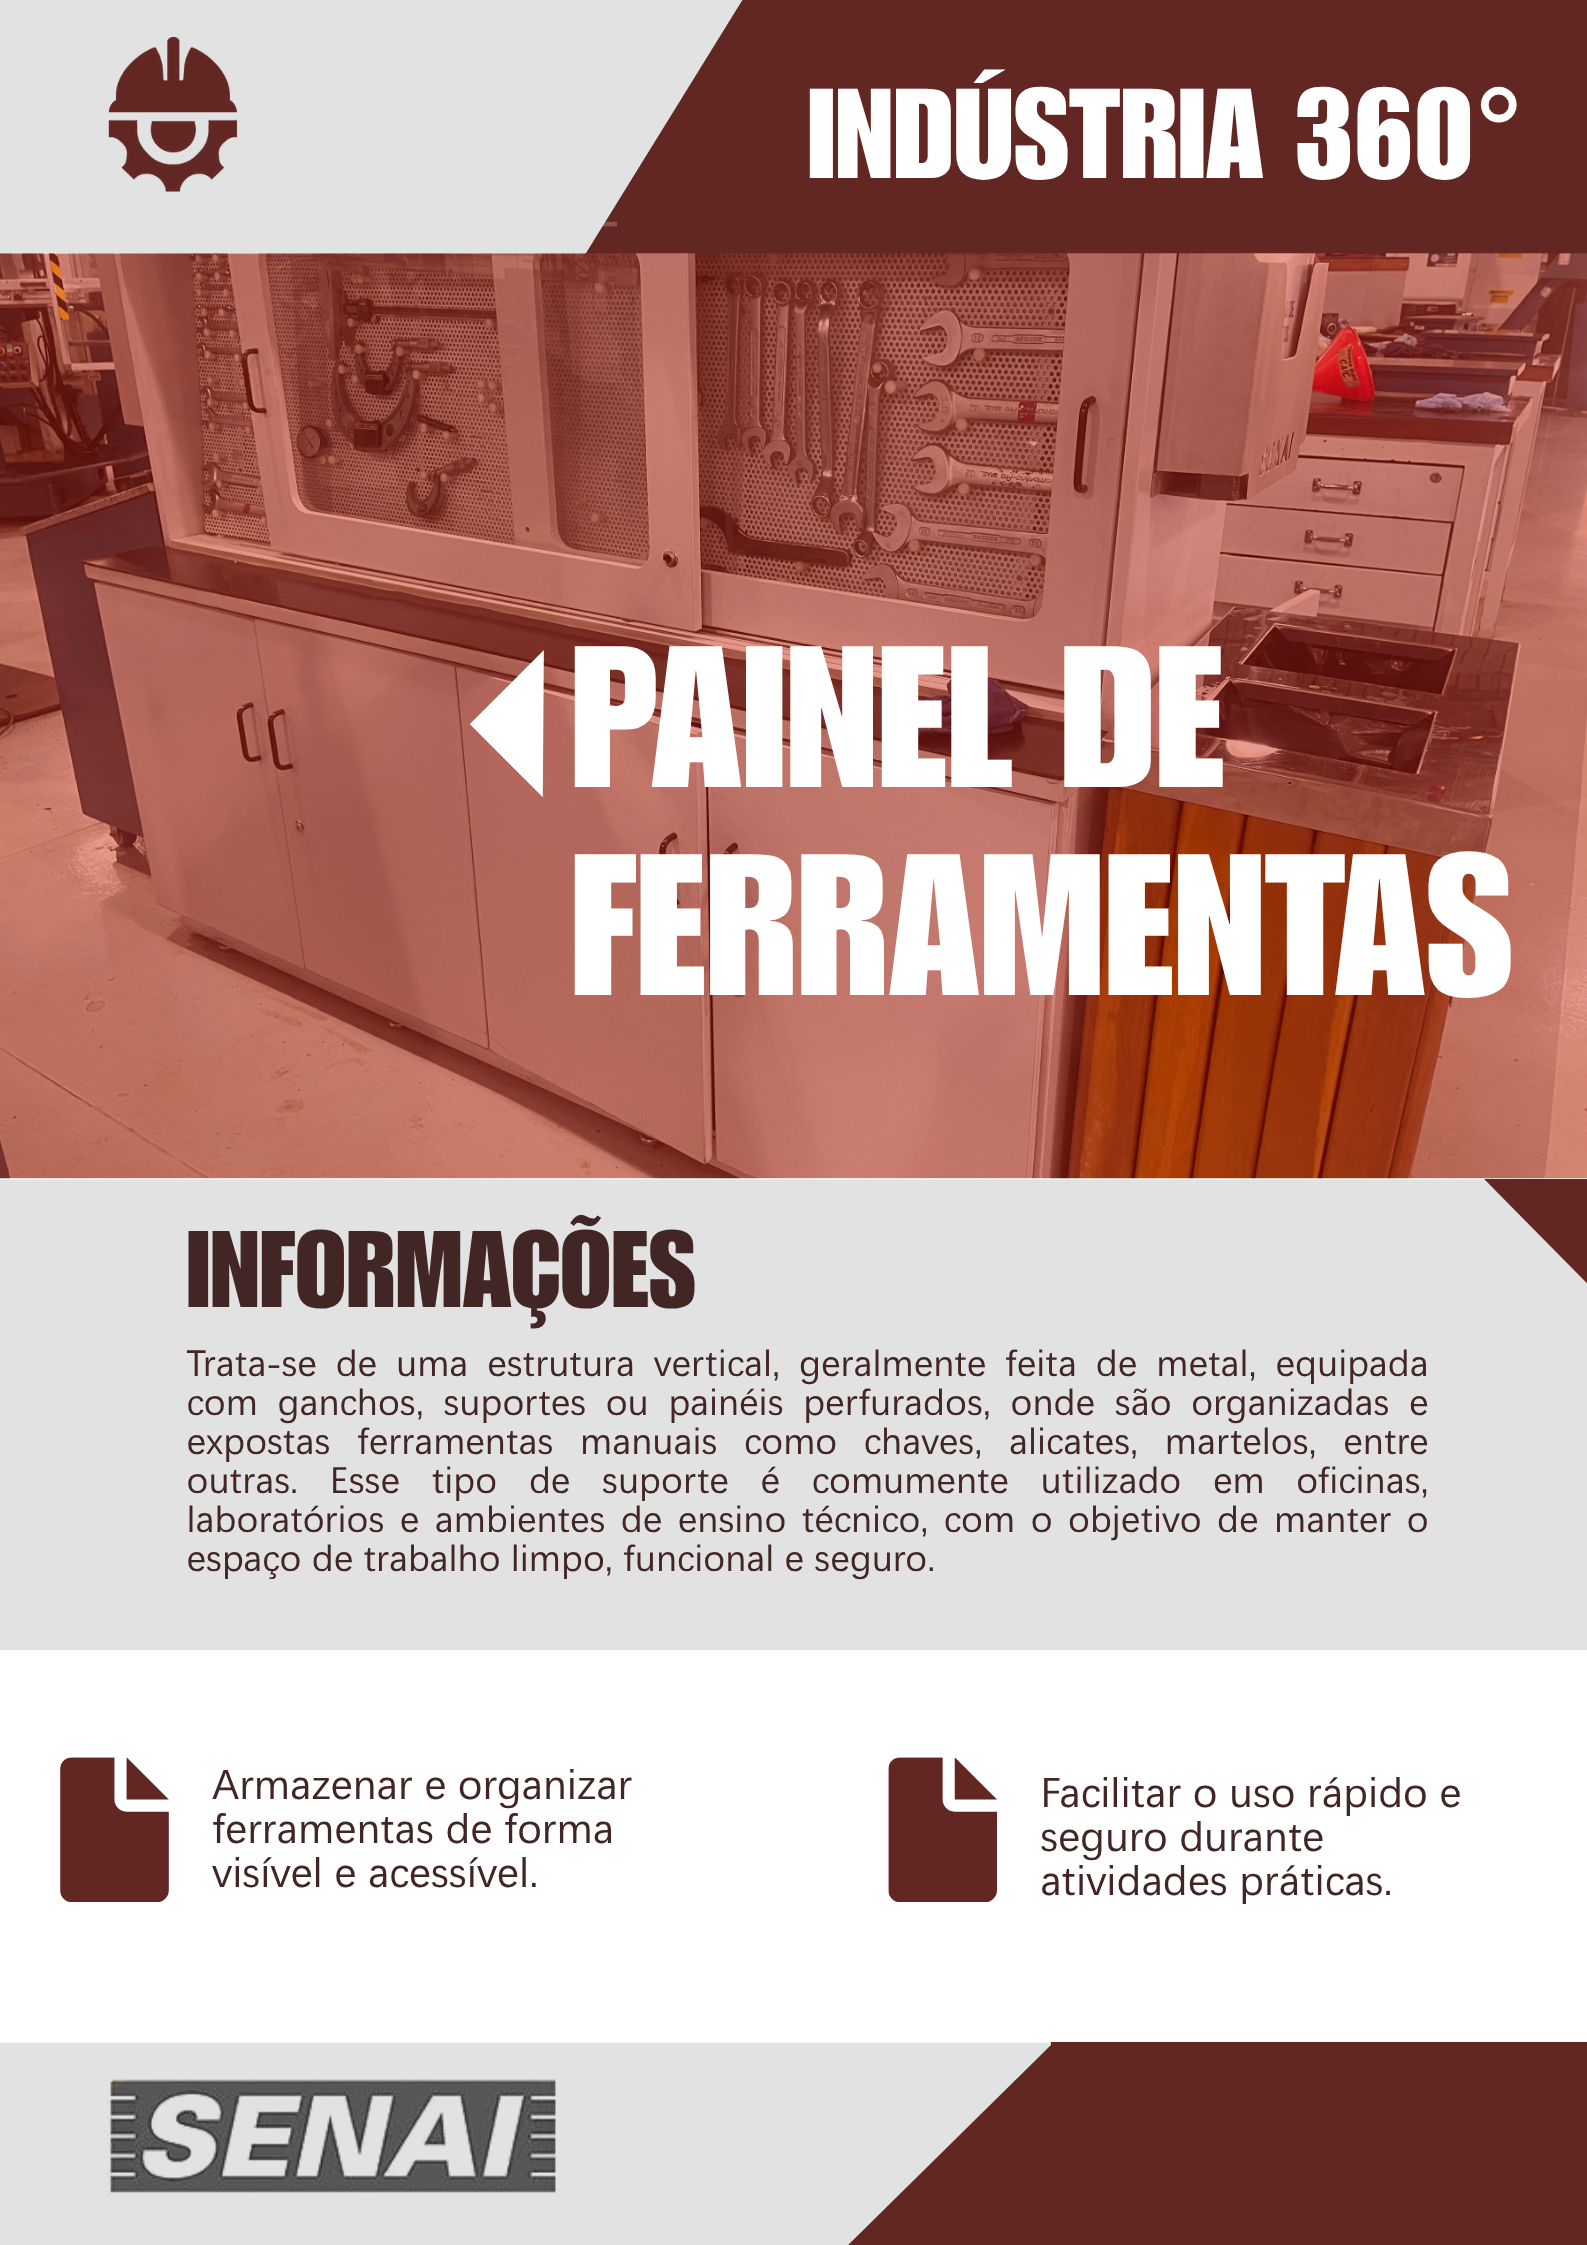 INDÚSTRIA 360°
PAINEL DE
FERRAMENTAS
INFORMAÇÕES
Trata-se de uma estrutura vertical, geralmente feita de metal, equipada
com ganchos, suportes ou painéis perfurados, onde são organizadas e
expostas ferramentas manuais como chaves, alicates, martelos, entre
outras. Esse tipo de suporte é comumente utilizado em oficinas,
laboratórios e ambientes de ensino técnico, com o objetivo de manter o
espaço de trabalho limpo, funcional e seguro.
Armazenar e organizar
ferramentas de forma
visível e acessível.
Facilitar o uso rápido e
seguro durante
atividades práticas.
SENAI